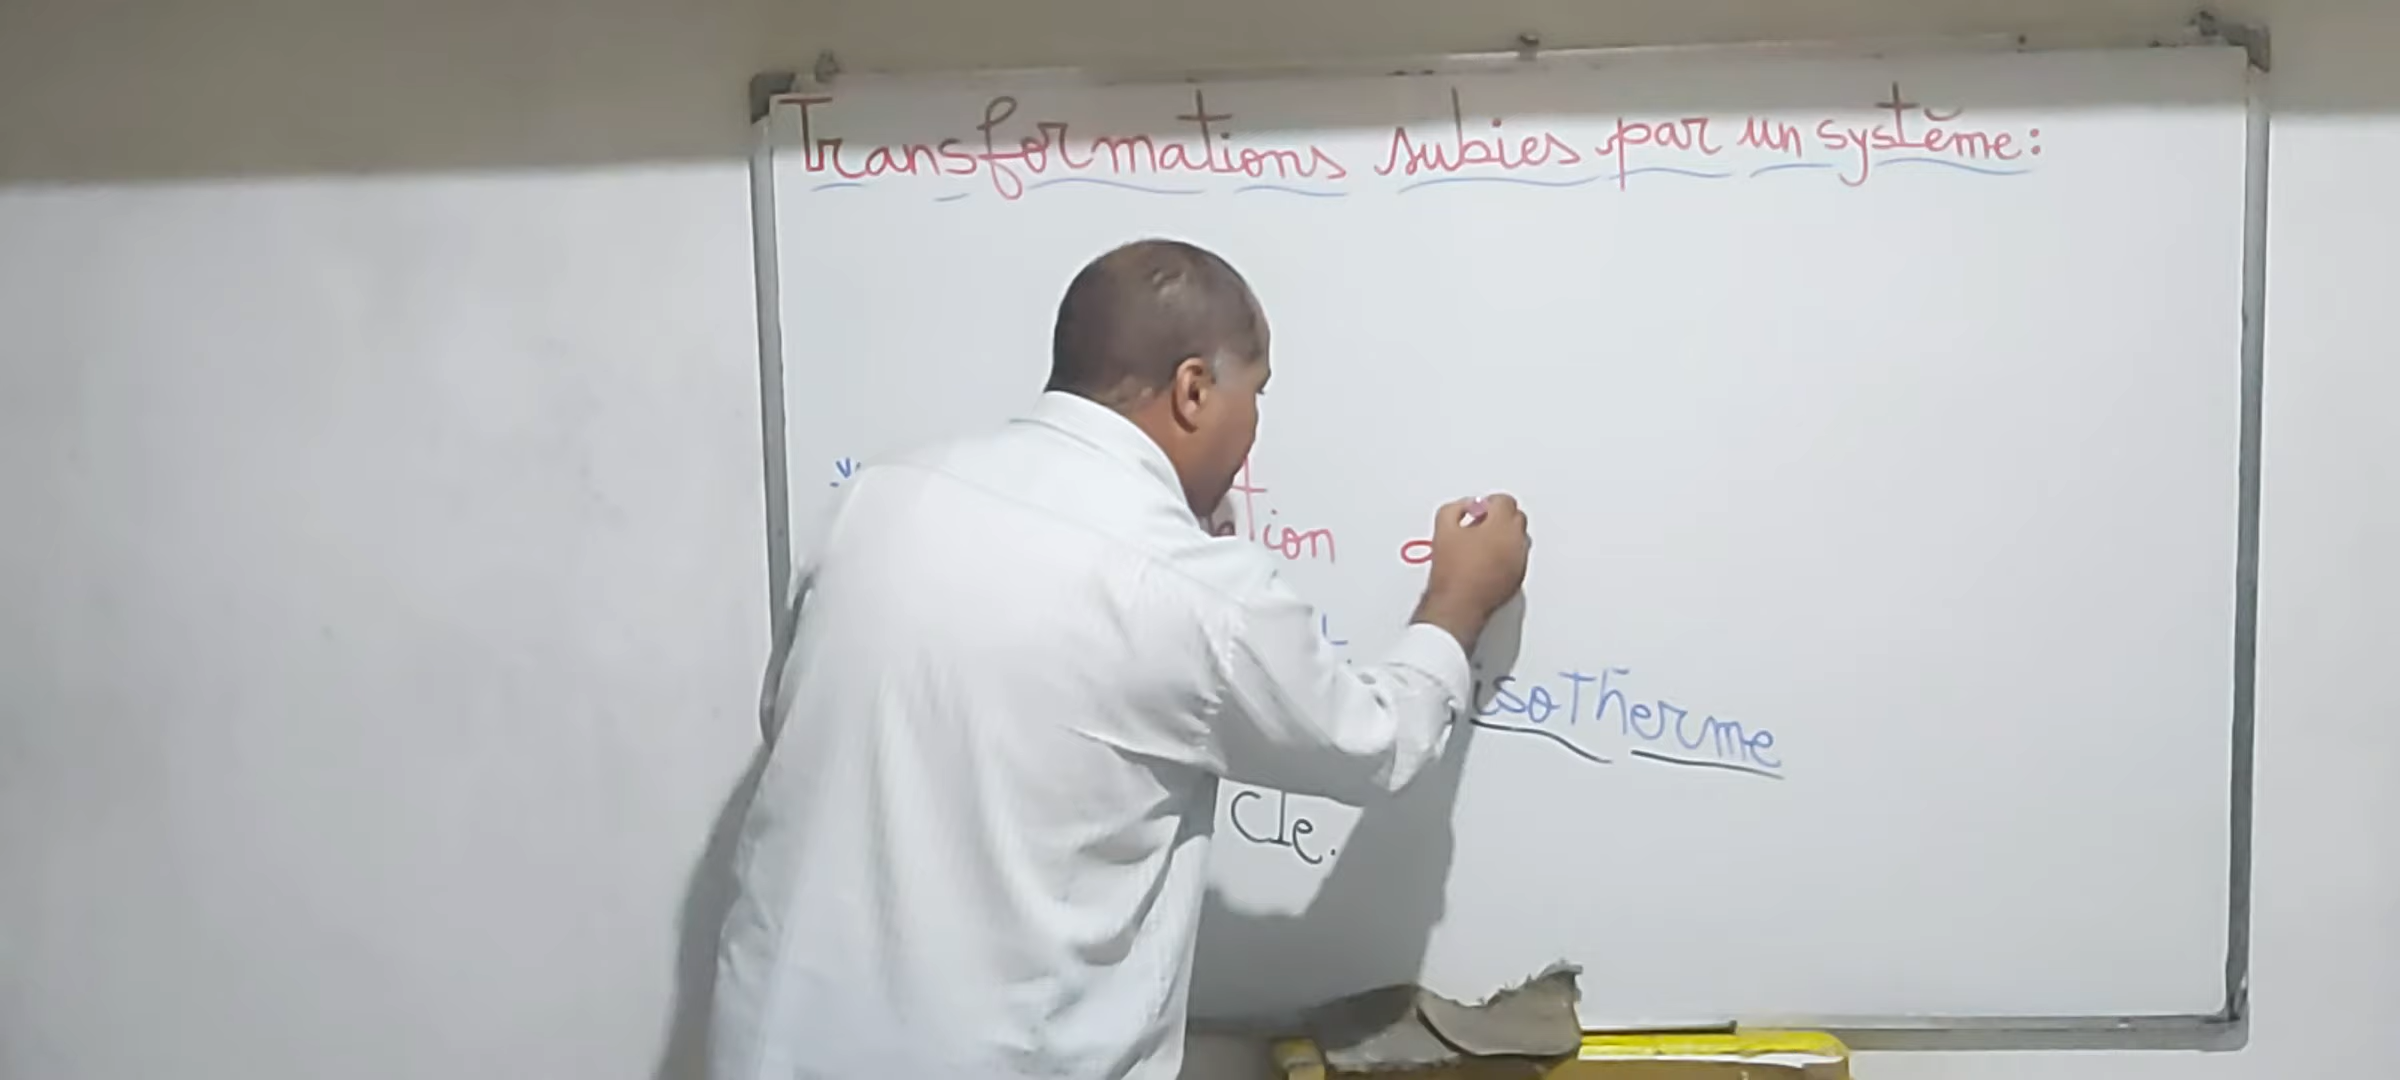 Transformations subies par un système:
tion
isotherme
cle.